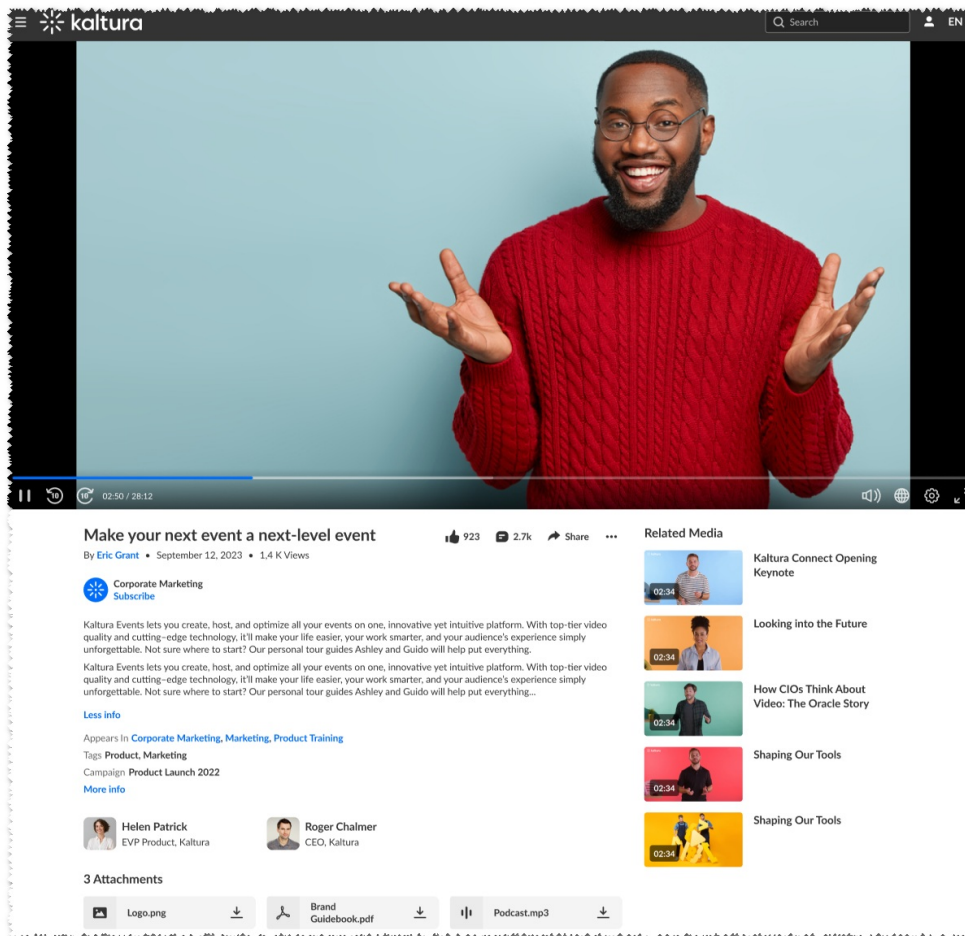 kaltura
Search
EN
10
10
02:50 / 28:12
Make your next event a next-level event
923
2.7k
Share
By Eric Grant • September 12, 2023 • 1,4 K Views
Corporate Marketing
Subscribe
Kaltura Events lets you create, host, and optimize all your events on one, innovative yet intuitive platform. With top-tier video
quality and cutting-edge technology, it'll make your life easier, your work smarter, and your audience's experience simply
unforgettable. Not sure where to start? Our personal tour guides Ashley and Guido will help put everything.
Kaltura Events lets you create, host, and optimize all your events on one, innovative yet intuitive platform. With top-tier video
quality and cutting-edge technology, it'll make your life easier, your work smarter, and your audience's experience simply
unforgettable. Not sure where to start? Our personal tour guides Ashley and Guido will help put everything...
Less info
Appears In Corporate Marketing, Marketing, Product Training
Tags Product, Marketing
Campaign Product Launch 2022
More info
Helen Patrick
EVP Product, Kaltura
Roger Chalmer
CEO, Kaltura
3 Attachments
Logo.png
Brand
Guidebook.pdf
Podcast.mp3
Related Media
02:34
Kaltura Connect Opening
Keynote
02:34
Looking into the Future
02:34
How CIOs Think About
Video: The Oracle Story
02:34
Shaping Our Tools
02:34
Shaping Our Tools